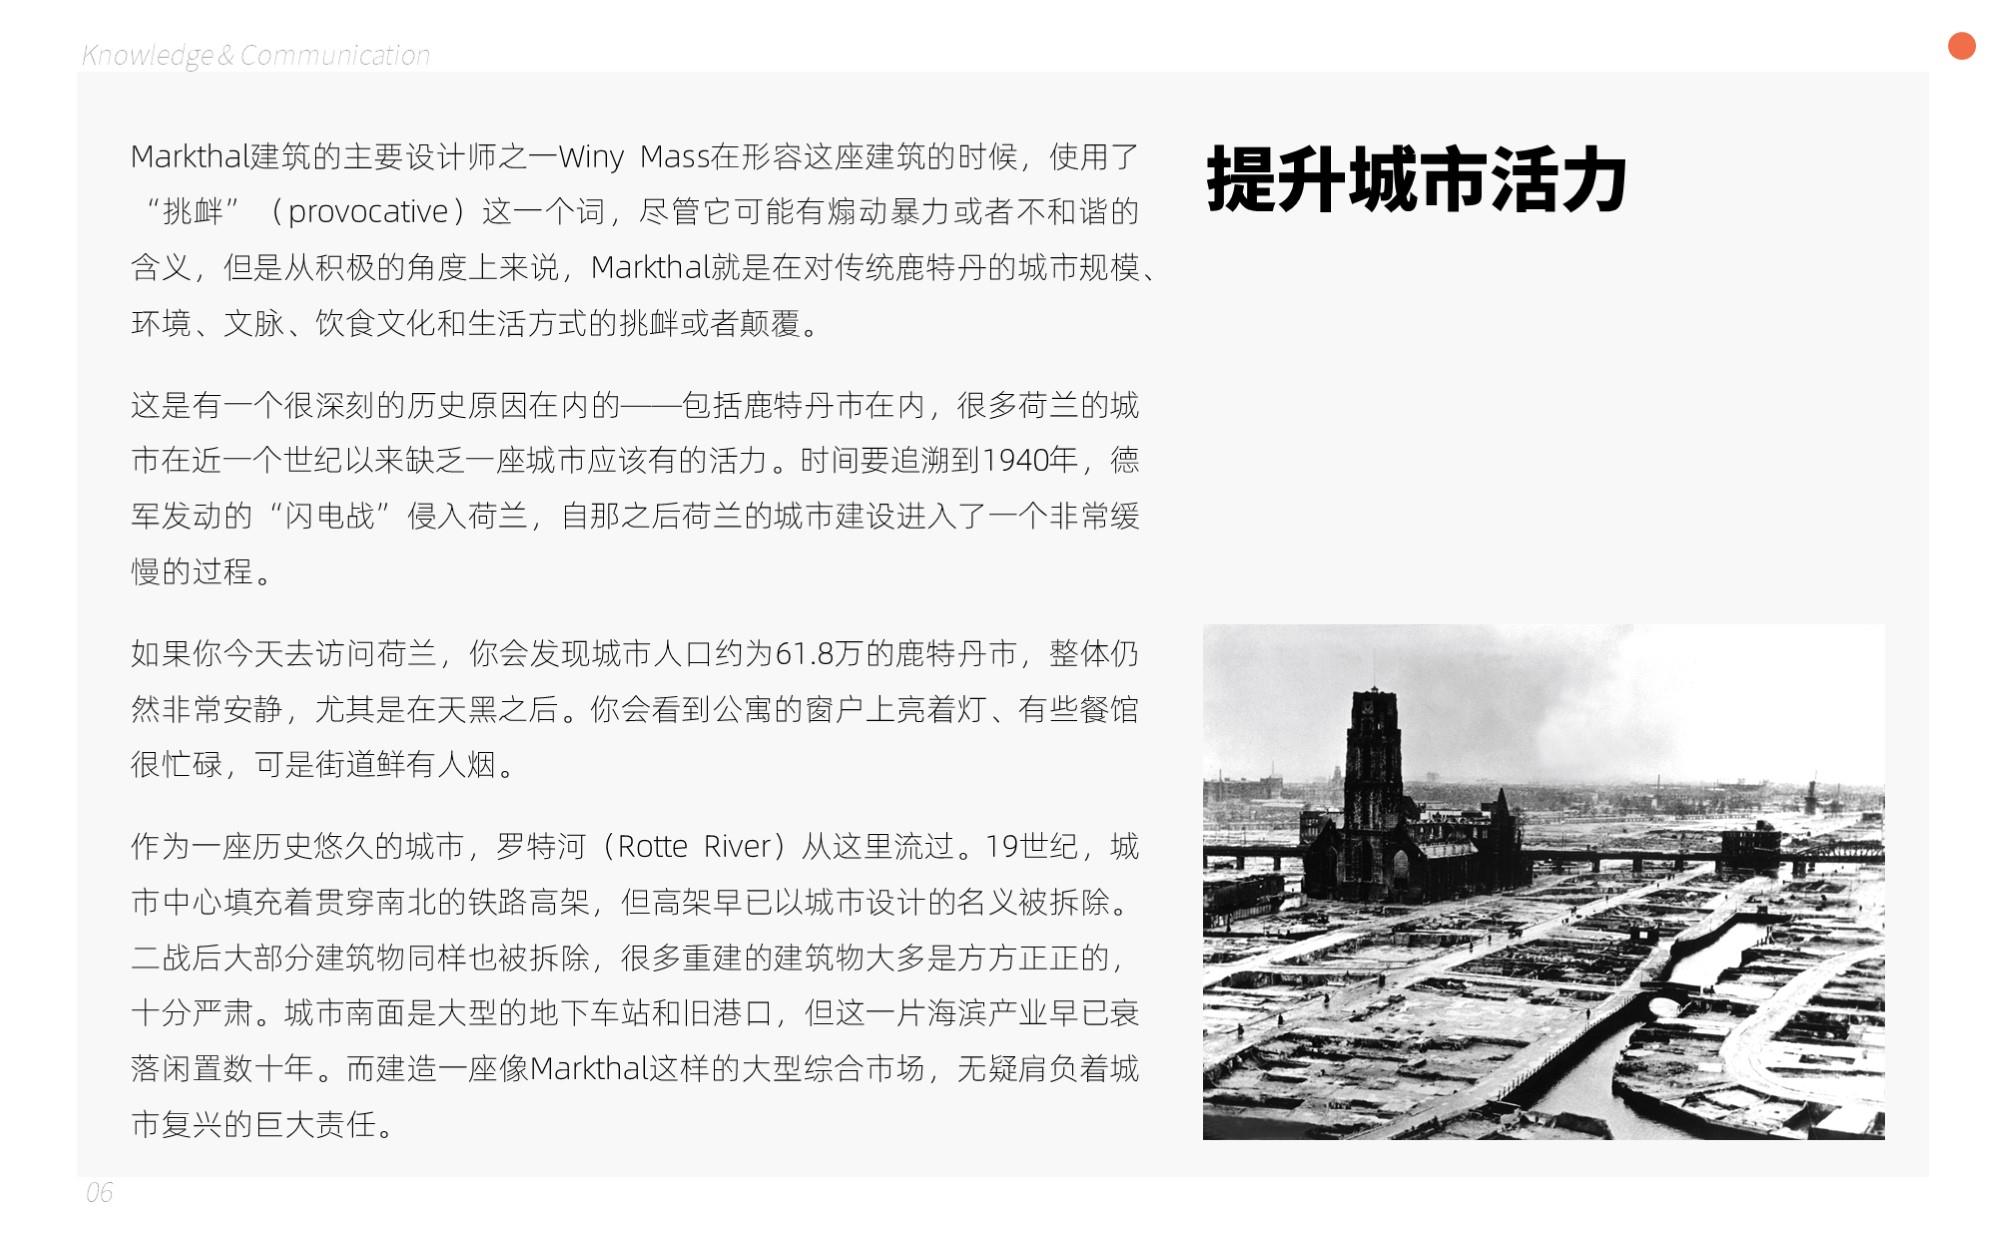 Knowledge & Communication
提升城市活力
Markthal建筑的主要设计师之一Winy Mass在形容这座建筑的时候，使用了
“挑衅”（provocative）这一个词，尽管它可能有煽动暴力或者不和谐的
含义，但是从积极的角度上来说，Markthal就是在对传统鹿特丹的城市规模、
环境、文脉、饮食文化和生活方式的挑衅或者颠覆。
这是有一个很深刻的历史原因在内的——包括鹿特丹市在内，很多荷兰的城
市在近一个世纪以来缺乏一座城市应该有的活力。时间要追溯到1940年，德
军发动的“闪电战”侵入荷兰，自那之后荷兰的城市建设进入了一个非常缓
慢的过程。
如果你今天去访问荷兰，你会发现城市人口约为61.8万的鹿特丹市，整体仍
然非常安静，尤其是在天黑之后。你会看到公寓的窗户上亮着灯、有些餐馆
很忙碌，可是街道鲜有人烟。
作为一座历史悠久的城市，罗特河（Rotte River）从这里流过。19世纪，城
市中心填充着贯穿南北的铁路高架，但高架早已以城市设计的名义被拆除。
二战后大部分建筑物同样也被拆除，很多重建的建筑物大多是方方正正的，
十分严肃。城市南面是大型的地下车站和旧港口，但这一片海滨产业早已衰
落闲置数十年。而建造一座像Markthal这样的大型综合市场，无疑肩负着城
市复兴的巨大责任。
06